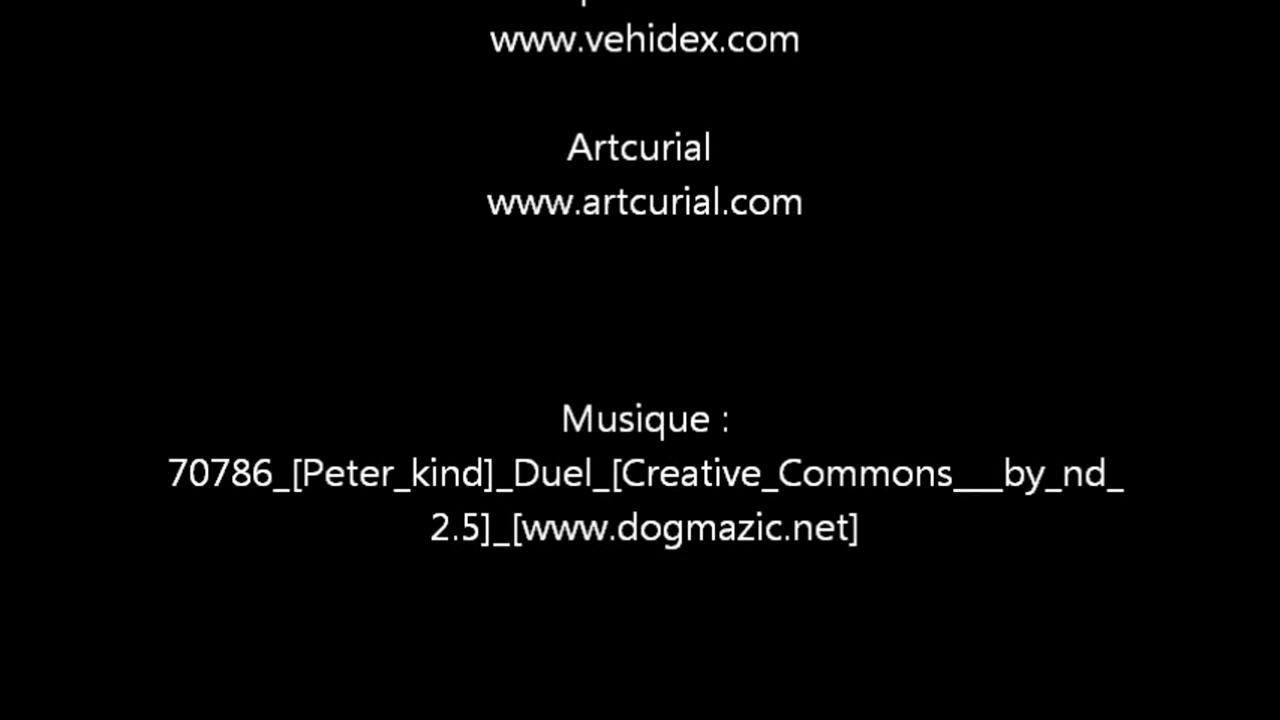 www.vehidex.com
Artcurial
www.artcurial.com
Musique :
70786_[Peter_kind]_Duel_[Creative_Commons___by_nd_
2.5]_[www.dogmazic.net]